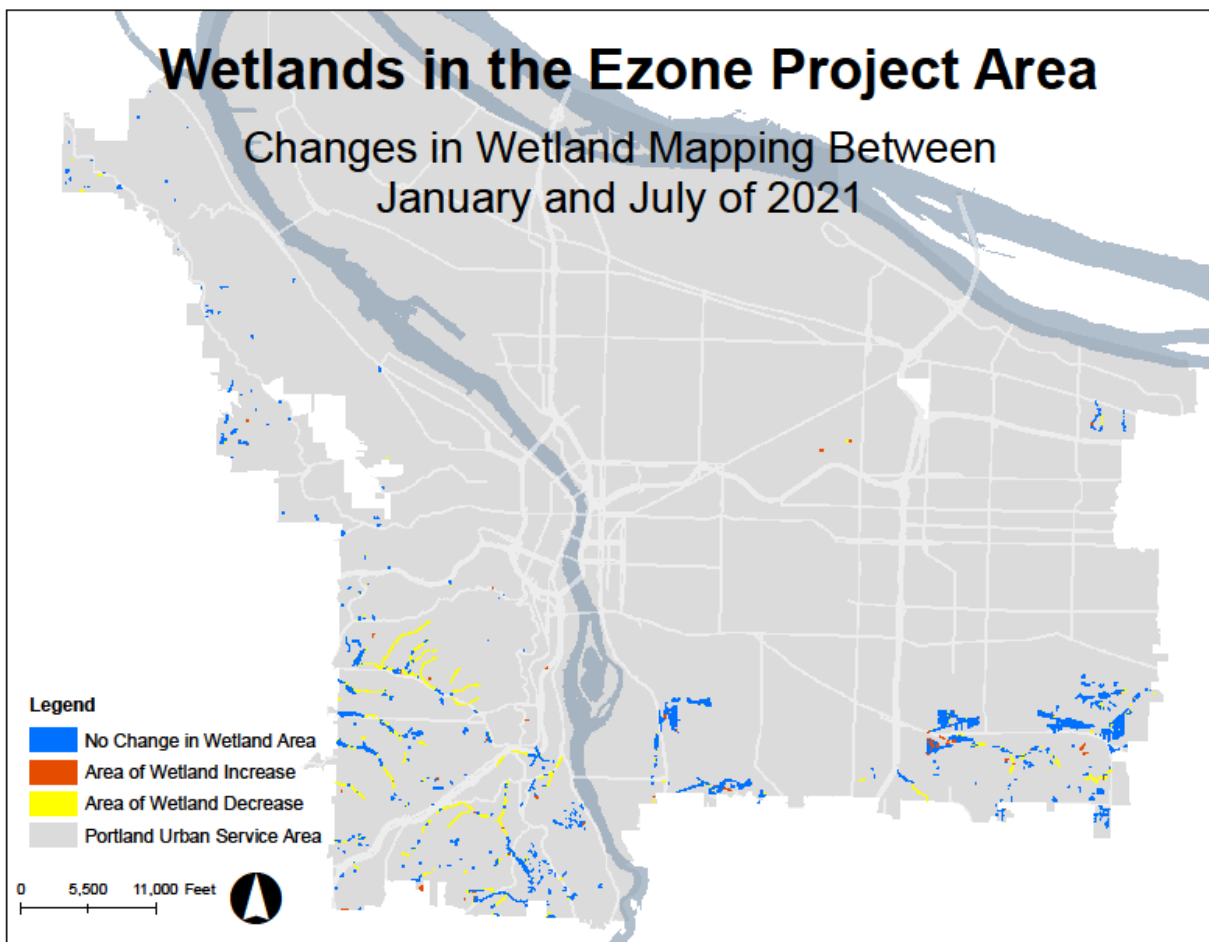 Wetlands in the Ezone Project Area
Changes in Wetland Mapping Between
January and July of 2021
Legend
No Change in Wetland Area
Area of Wetland Increase
Area of Wetland Decrease
Portland Urban Service Area
0 5,500 11,000 Feet